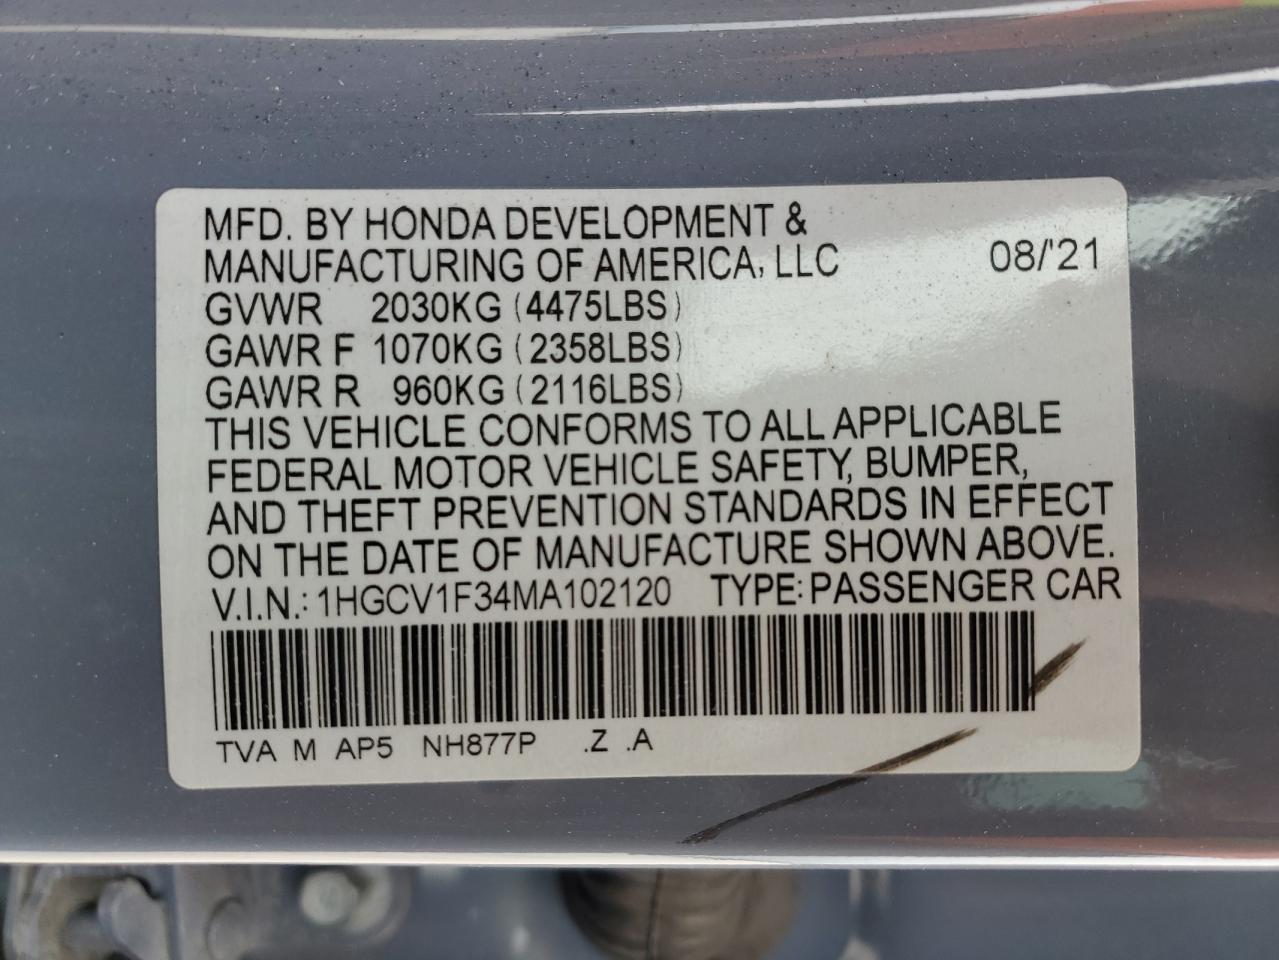 MFD. BY HONDA DEVELOPMENT &
MANUFACTURING OF AMERICA, LLC 08/'21
GVWR 2030KG (4475LBS)
GAWR F 1070KG (2358LBS)
GAWR R 960KG (2116LBS)
THIS VEHICLE CONFORMS TO ALL APPLICABLE
FEDERAL MOTOR VEHICLE SAFETY, BUMPER,
AND THEFT PREVENTION STANDARDS IN EFFECT
ON THE DATE OF MANUFACTURE SHOWN ABOVE.
V.I.N.: 1HGCV1F34MA102120 TYPE: PASSENGER CAR
TVA M AP5 NH877P .Z .A